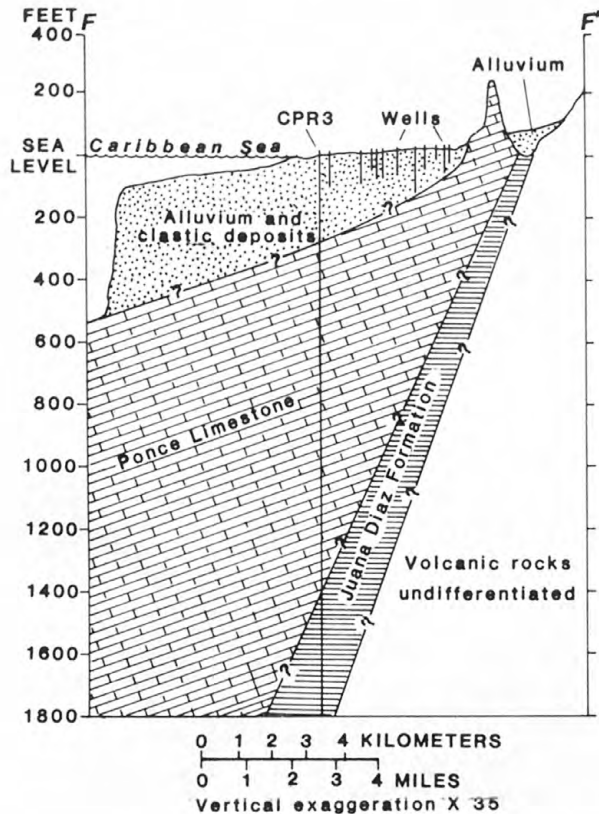 FEET F F'
400
Alluvium
200
CPR3 Wells
SEA LEVEL
Caribbean Sea
Alluvium and
clastic deposits
200
?
?
?
400
?
?
?
600
?
800
Ponce Limestone
Juana Diaz Formation
?
1000
?
1200
?
Volcanic rocks
undifferentiated
1400
?
1600
?
1800
0 1 2 3 4 KILOMETERS
0 1 2 3 4 MILES
Vertical exaggeration X 35